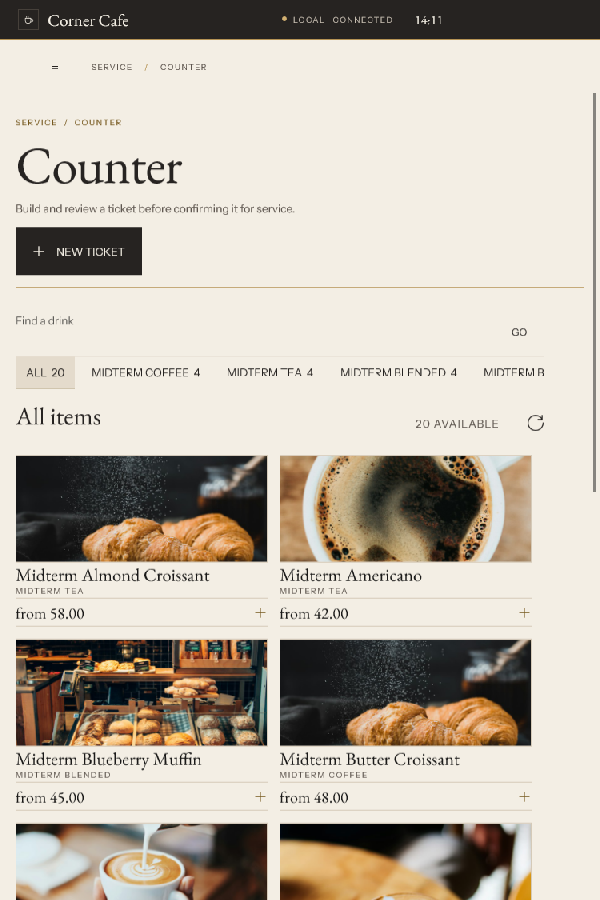 Corner Cafe
LOCAL CONNECTED 14:11
SERVICE / COUNTER
SERVICE / COUNTER
Counter
Build and review a ticket before confirming it for service.
+ NEW TICKET
Find a drink
GO
ALL 20 MIDTERM COFFEE 4 MIDTERM TEA 4 MIDTERM BLENDED 4 MIDTERM B
All items
20 AVAILABLE
Midterm Almond Croissant
MIDTERM TEA
from 58.00 +
Midterm Americano
MIDTERM TEA
from 42.00 +
Midterm Blueberry Muffin
MIDTERM BLENDED
from 45.00 +
Midterm Butter Croissant
MIDTERM COFFEE
from 48.00 +